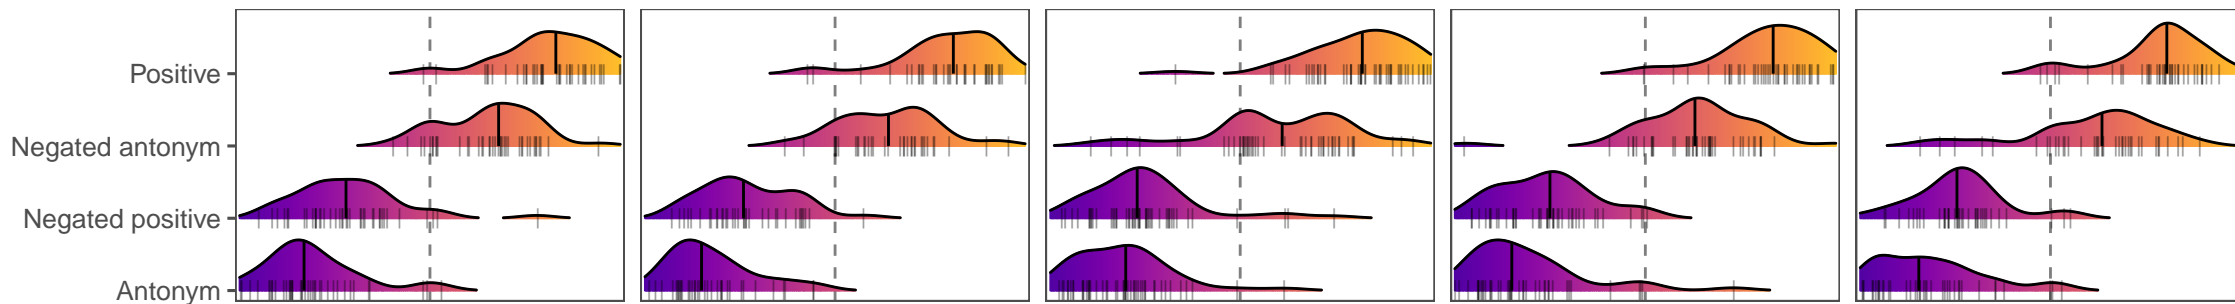 Positive
Negated antonym
Negated positive
Antonym